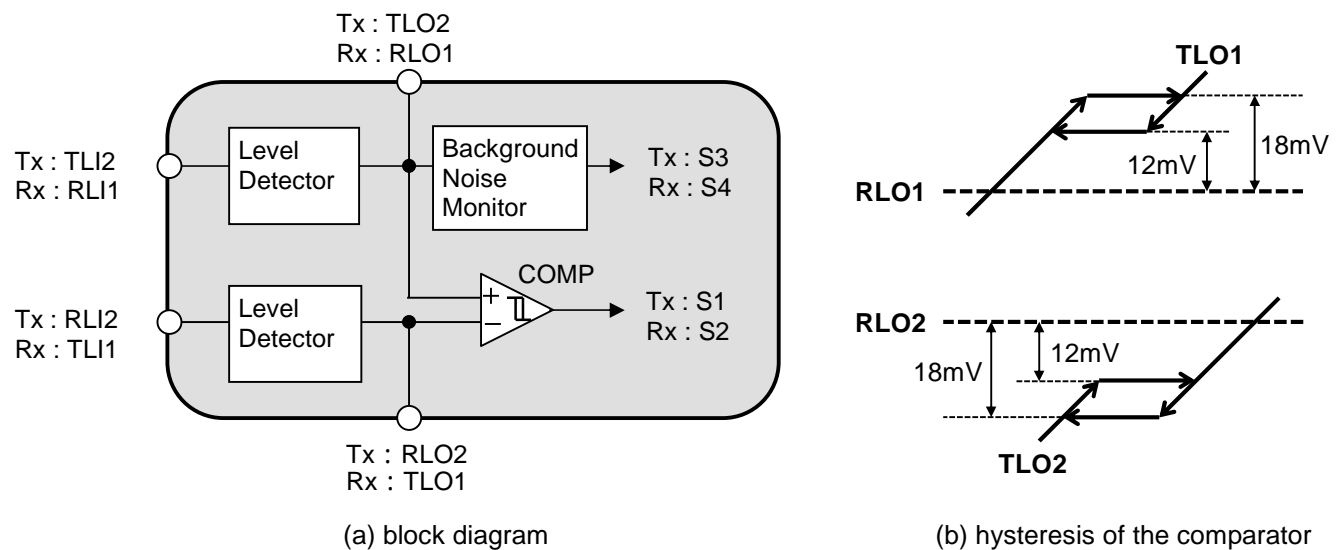 Tx : TLO2
Rx : RLO1
Tx : TLI2
Rx : RLI1
Level
Detector
Background
Noise
Monitor
Tx : S3
Rx : S4
Tx : RLI2
Rx : TLI1
Level
Detector
COMP
+
−
Tx : S1
Rx : S2
Tx : RLO2
Rx : TLO1
(a) block diagram
TLO1
18mV
12mV
RLO1
RLO2
12mV
18mV
TLO2
(b) hysteresis of the comparator